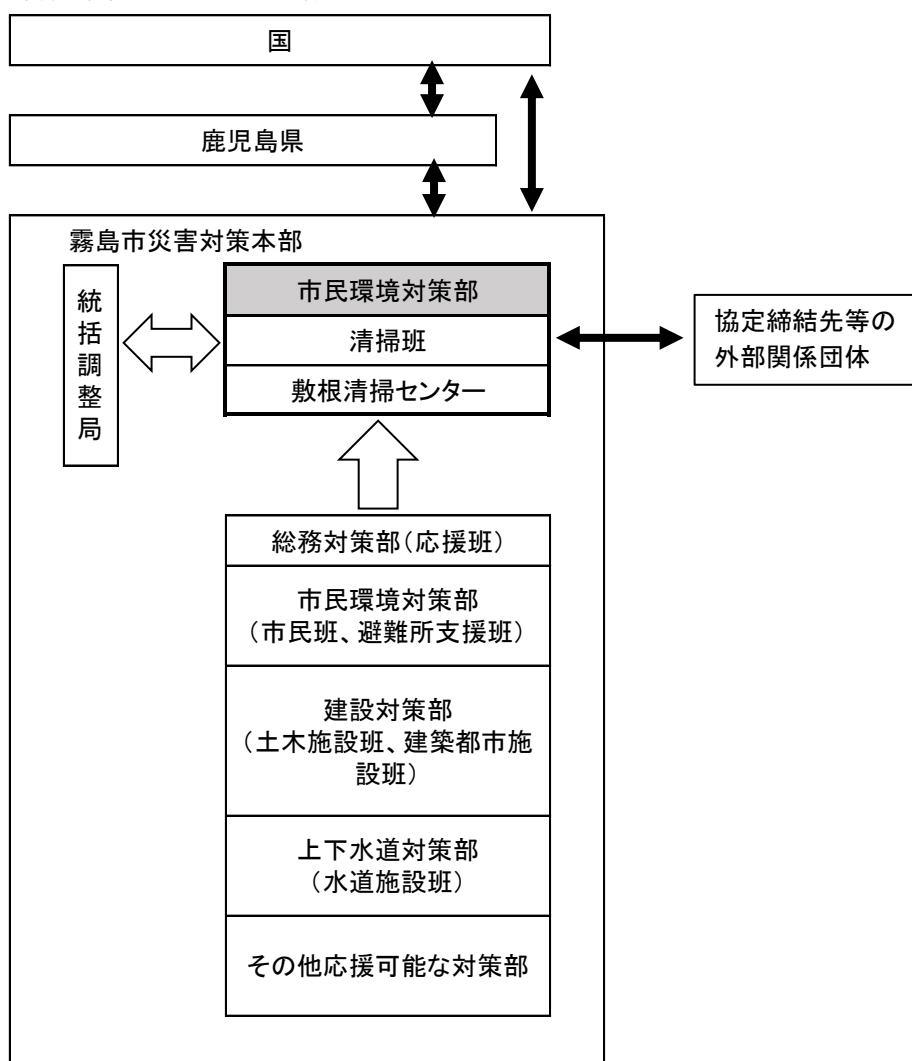 国
鹿児島県
霧島市災害対策本部
統括調整局
市民環境対策部
清掃班
敷根清掃センター
協定締結先等の
外部関係団体
総務対策部（応援班）
市民環境対策部
（市民班、避難所支援班）
建設対策部
（土木施設班、建築都市施
設班）
上下水道対策部
（水道施設班）
その他応援可能な対策部